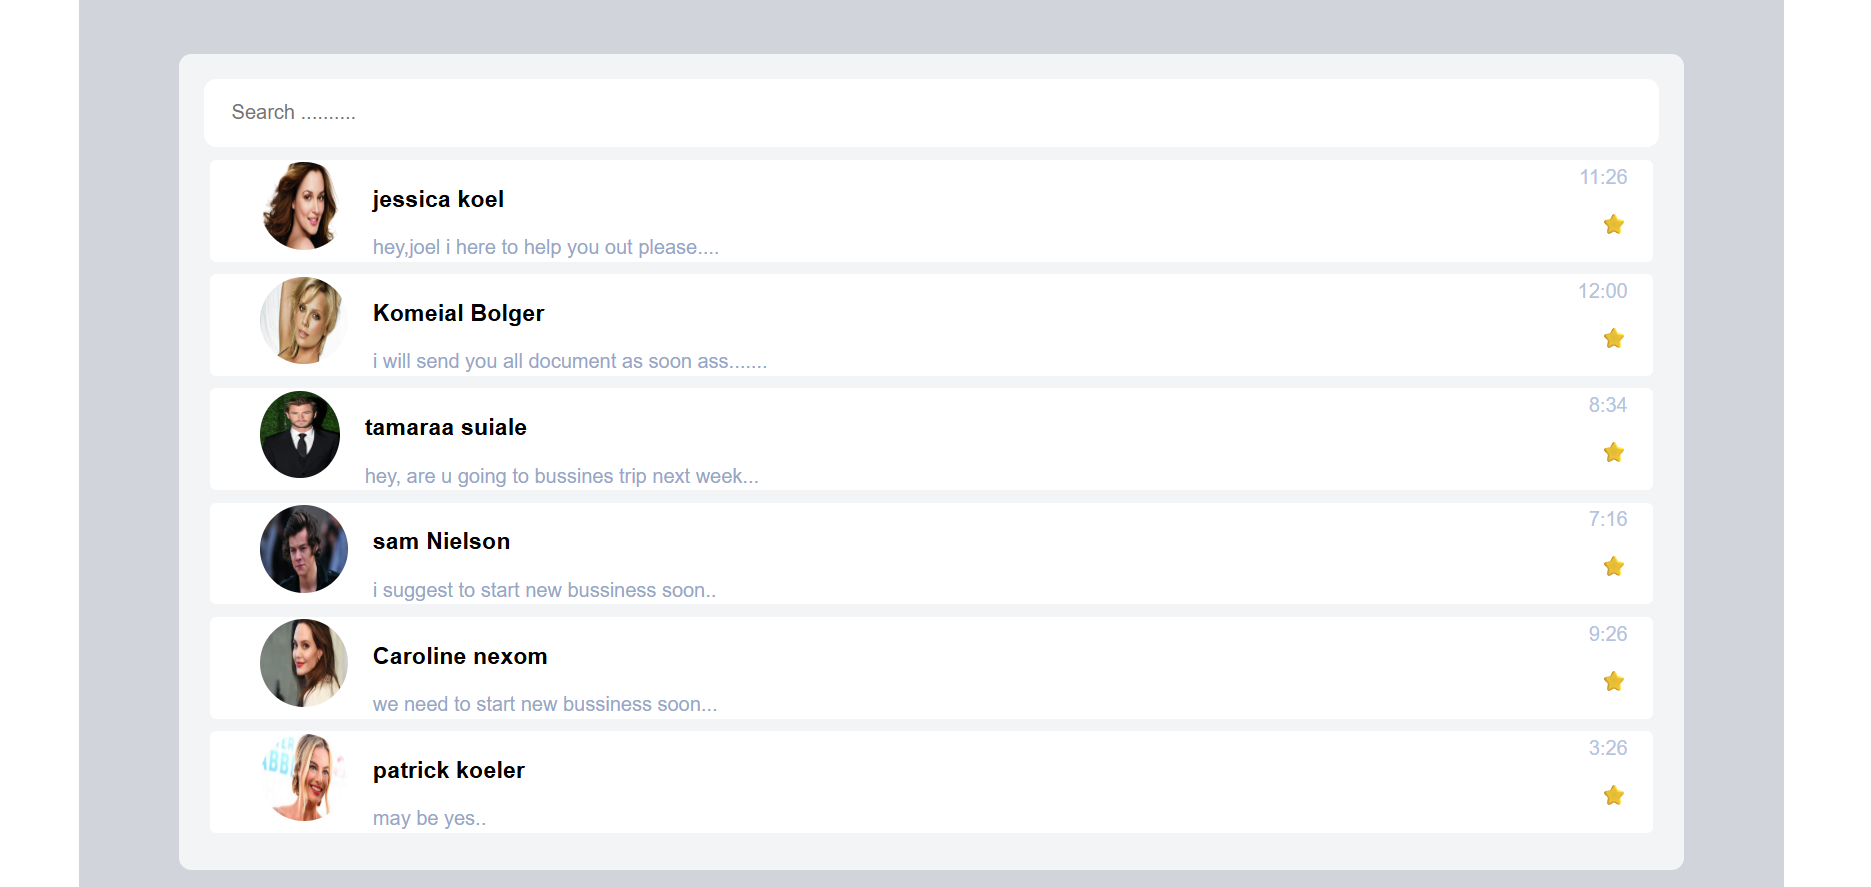 Search ..........
jessica koel
11:26
hey,joel i here to help you out please....
Komeial Bolger
12:00
i will send you all document as soon ass.......
tamaraa suiale
8:34
hey, are u going to bussines trip next week...
sam Nielson
7:16
i suggest to start new bussiness soon..
Caroline nexom
9:26
we need to start new bussiness soon...
patrick koeler
3:26
may be yes..